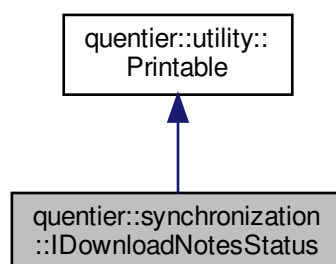 quentier::utility::
Printable
quentier::synchronization
::IDownloadNotesStatus